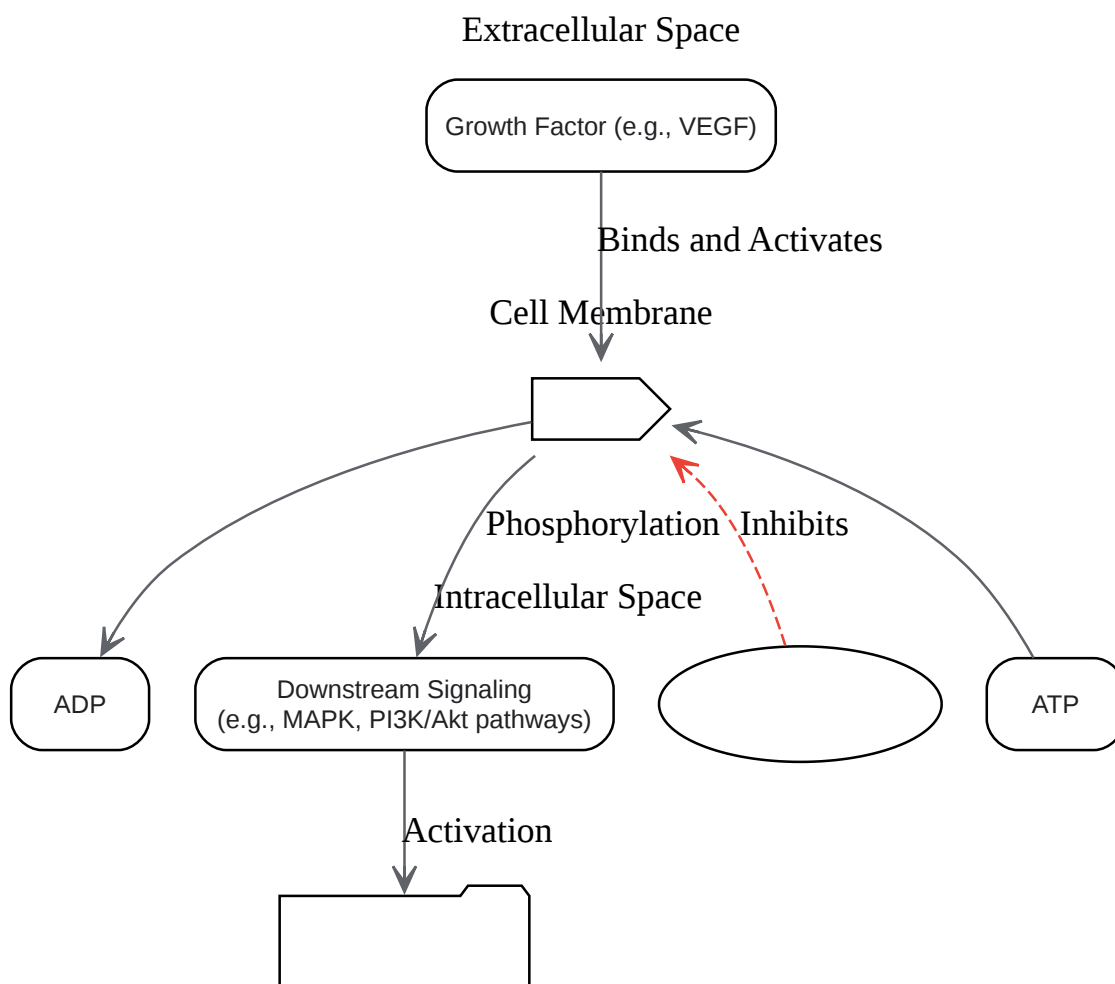 Extracellular Space
Growth Factor (e.g., VEGF)
Binds and Activates
Cell Membrane
Phosphorylation
Inhibits
Intracellular Space
ADP
Downstream Signaling
(e.g., MAPK, PI3K/Akt pathways)
ATP
Activation